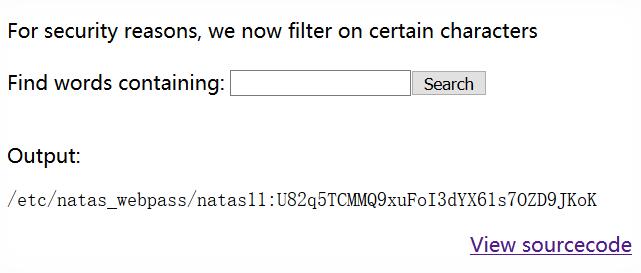 For security reasons, we now filter on certain characters
Find words containing: Search
Output:
/etc/natas_webpass/natas11:U82q5TCMMQ9xuFoI3dYX61s7OZD9JKoK
View sourcecode